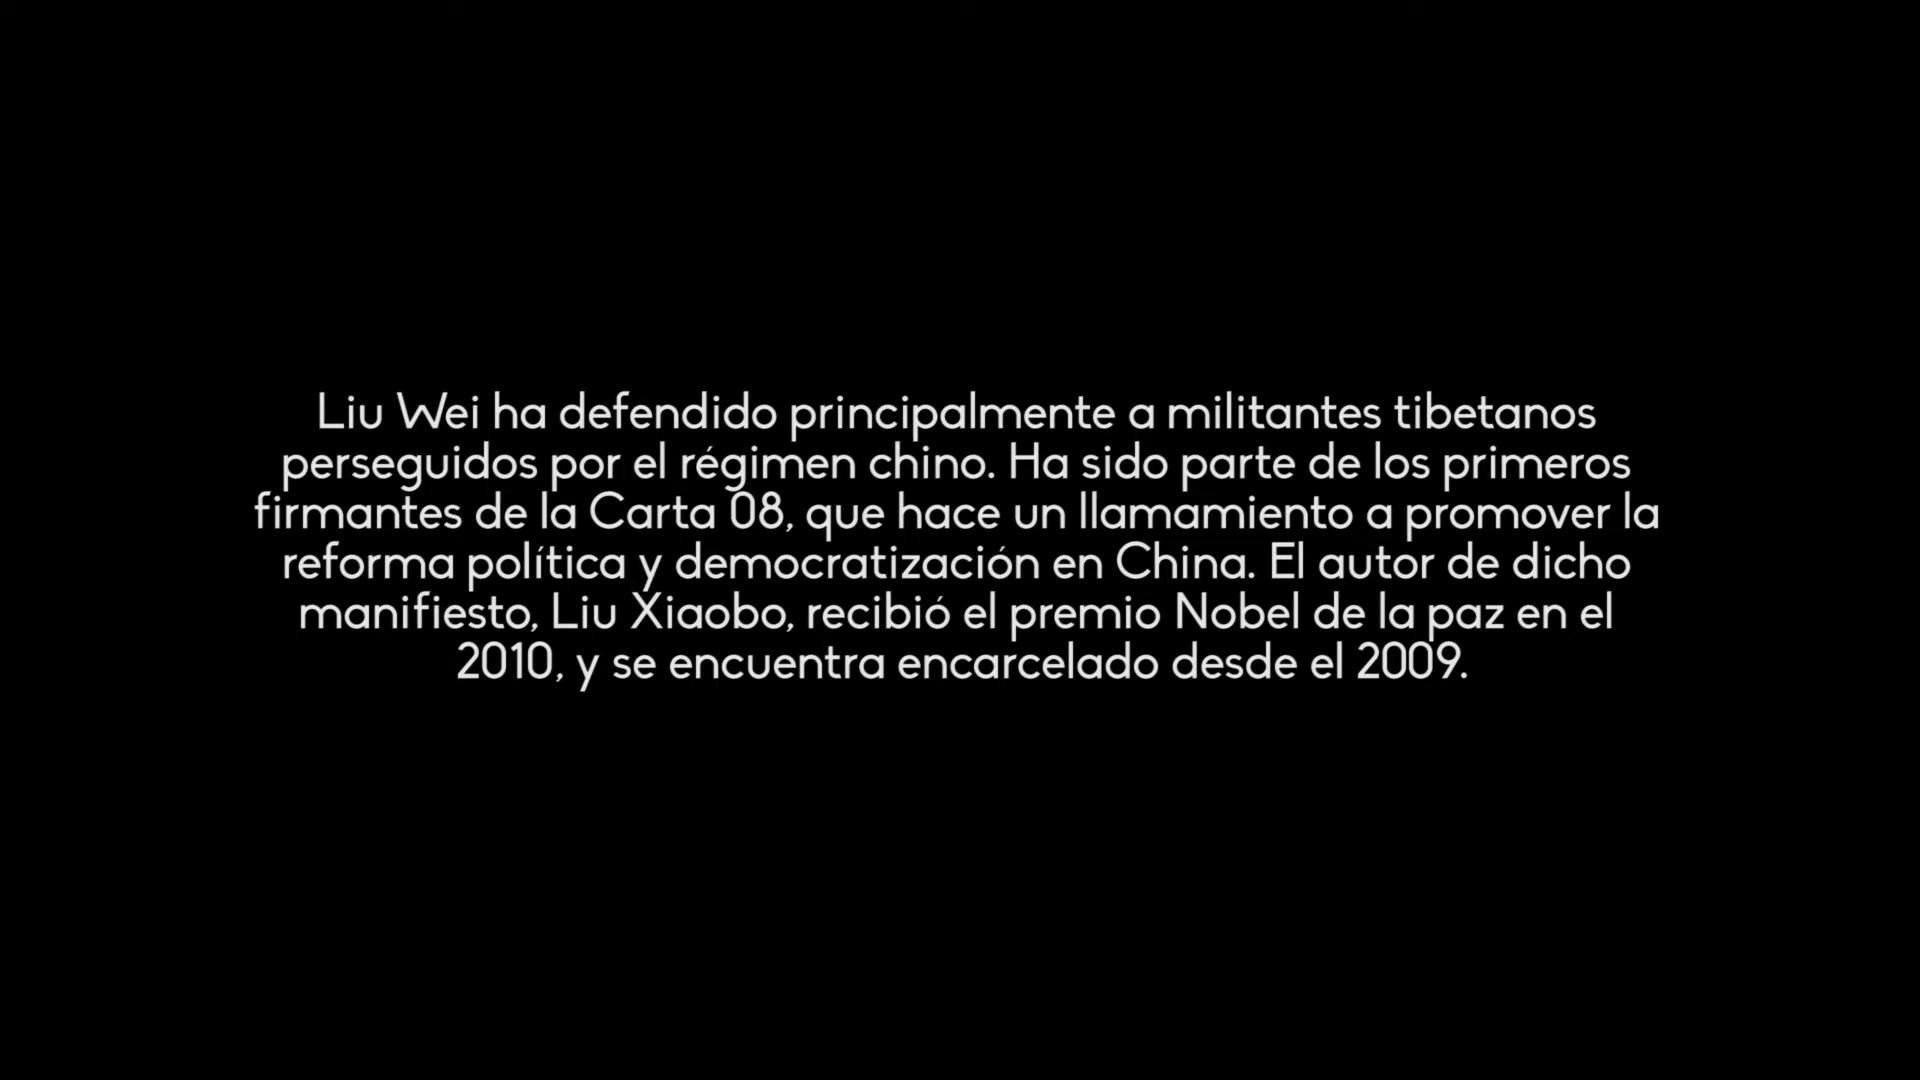 Liu Wei ha defendido principalmente a militantes tibetanos
perseguidos por el régimen chino. Ha sido parte de los primeros
firmantes de la Carta 08, que hace un llamamiento a promover la
reforma política y democratización en China. El autor de dicho
manifiesto, Liu Xiaobo, recibió el premio Nobel de la paz en el
2010, y se encuentra encarcelado desde el 2009.